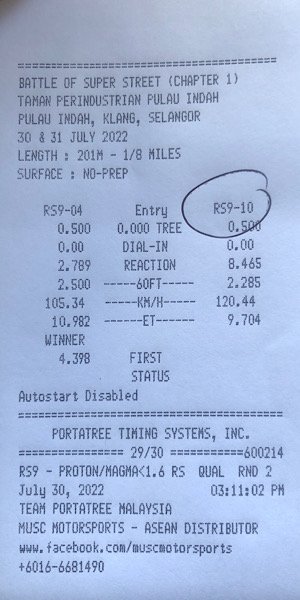 ========================================
BATTLE OF SUPER STREET (CHAPTER 1)
TAMAN PERINDUSTRIAN PULAU INDAH
PULAU INDAH, KLANG, SELANGOR
30 & 31 JULY 2022
LENGTH : 201M - 1/8 MILES
SURFACE : NO-PREP
RS9-04 Entry RS9-10
0.500 0.000 TREE 0.500
0.00 DIAL-IN 0.00
2.789 REACTION 8.465
2.500 -----60FT----- 2.285
105.34 -----KM/H----- 120.44
10.982 ------ET------ 9.704
WINNER
4.398 FIRST
STATUS
Autostart Disabled
========================================
PORTATREE TIMING SYSTEMS, INC.
================ 29/30 ===========600214
RS9 - PROTON/MAGMA<1.6 RS QUAL RND 2
July 30, 2022 03:11:02 PM
TEAM PORTATREE MALAYSIA
MUSC MOTORSPORTS - ASEAN DISTRIBUTOR
www.facebook.com/muscmotorsports
+6016-6681490